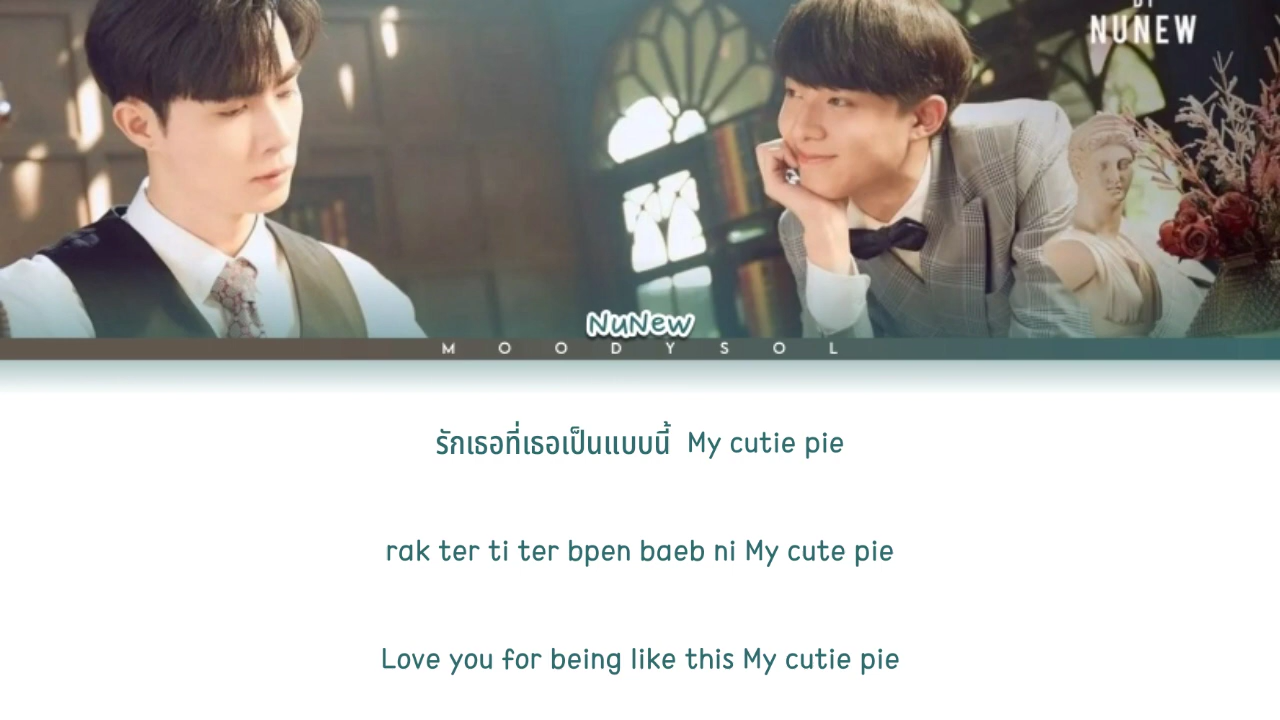 BY
NUNEW
NuNew
MOODYSOL
รักเธอที่เธอเป็นแบบนี้ My cutie pie
rak ter ti ter bpen baeb ni My cute pie
Love you for being like this My cutie pie